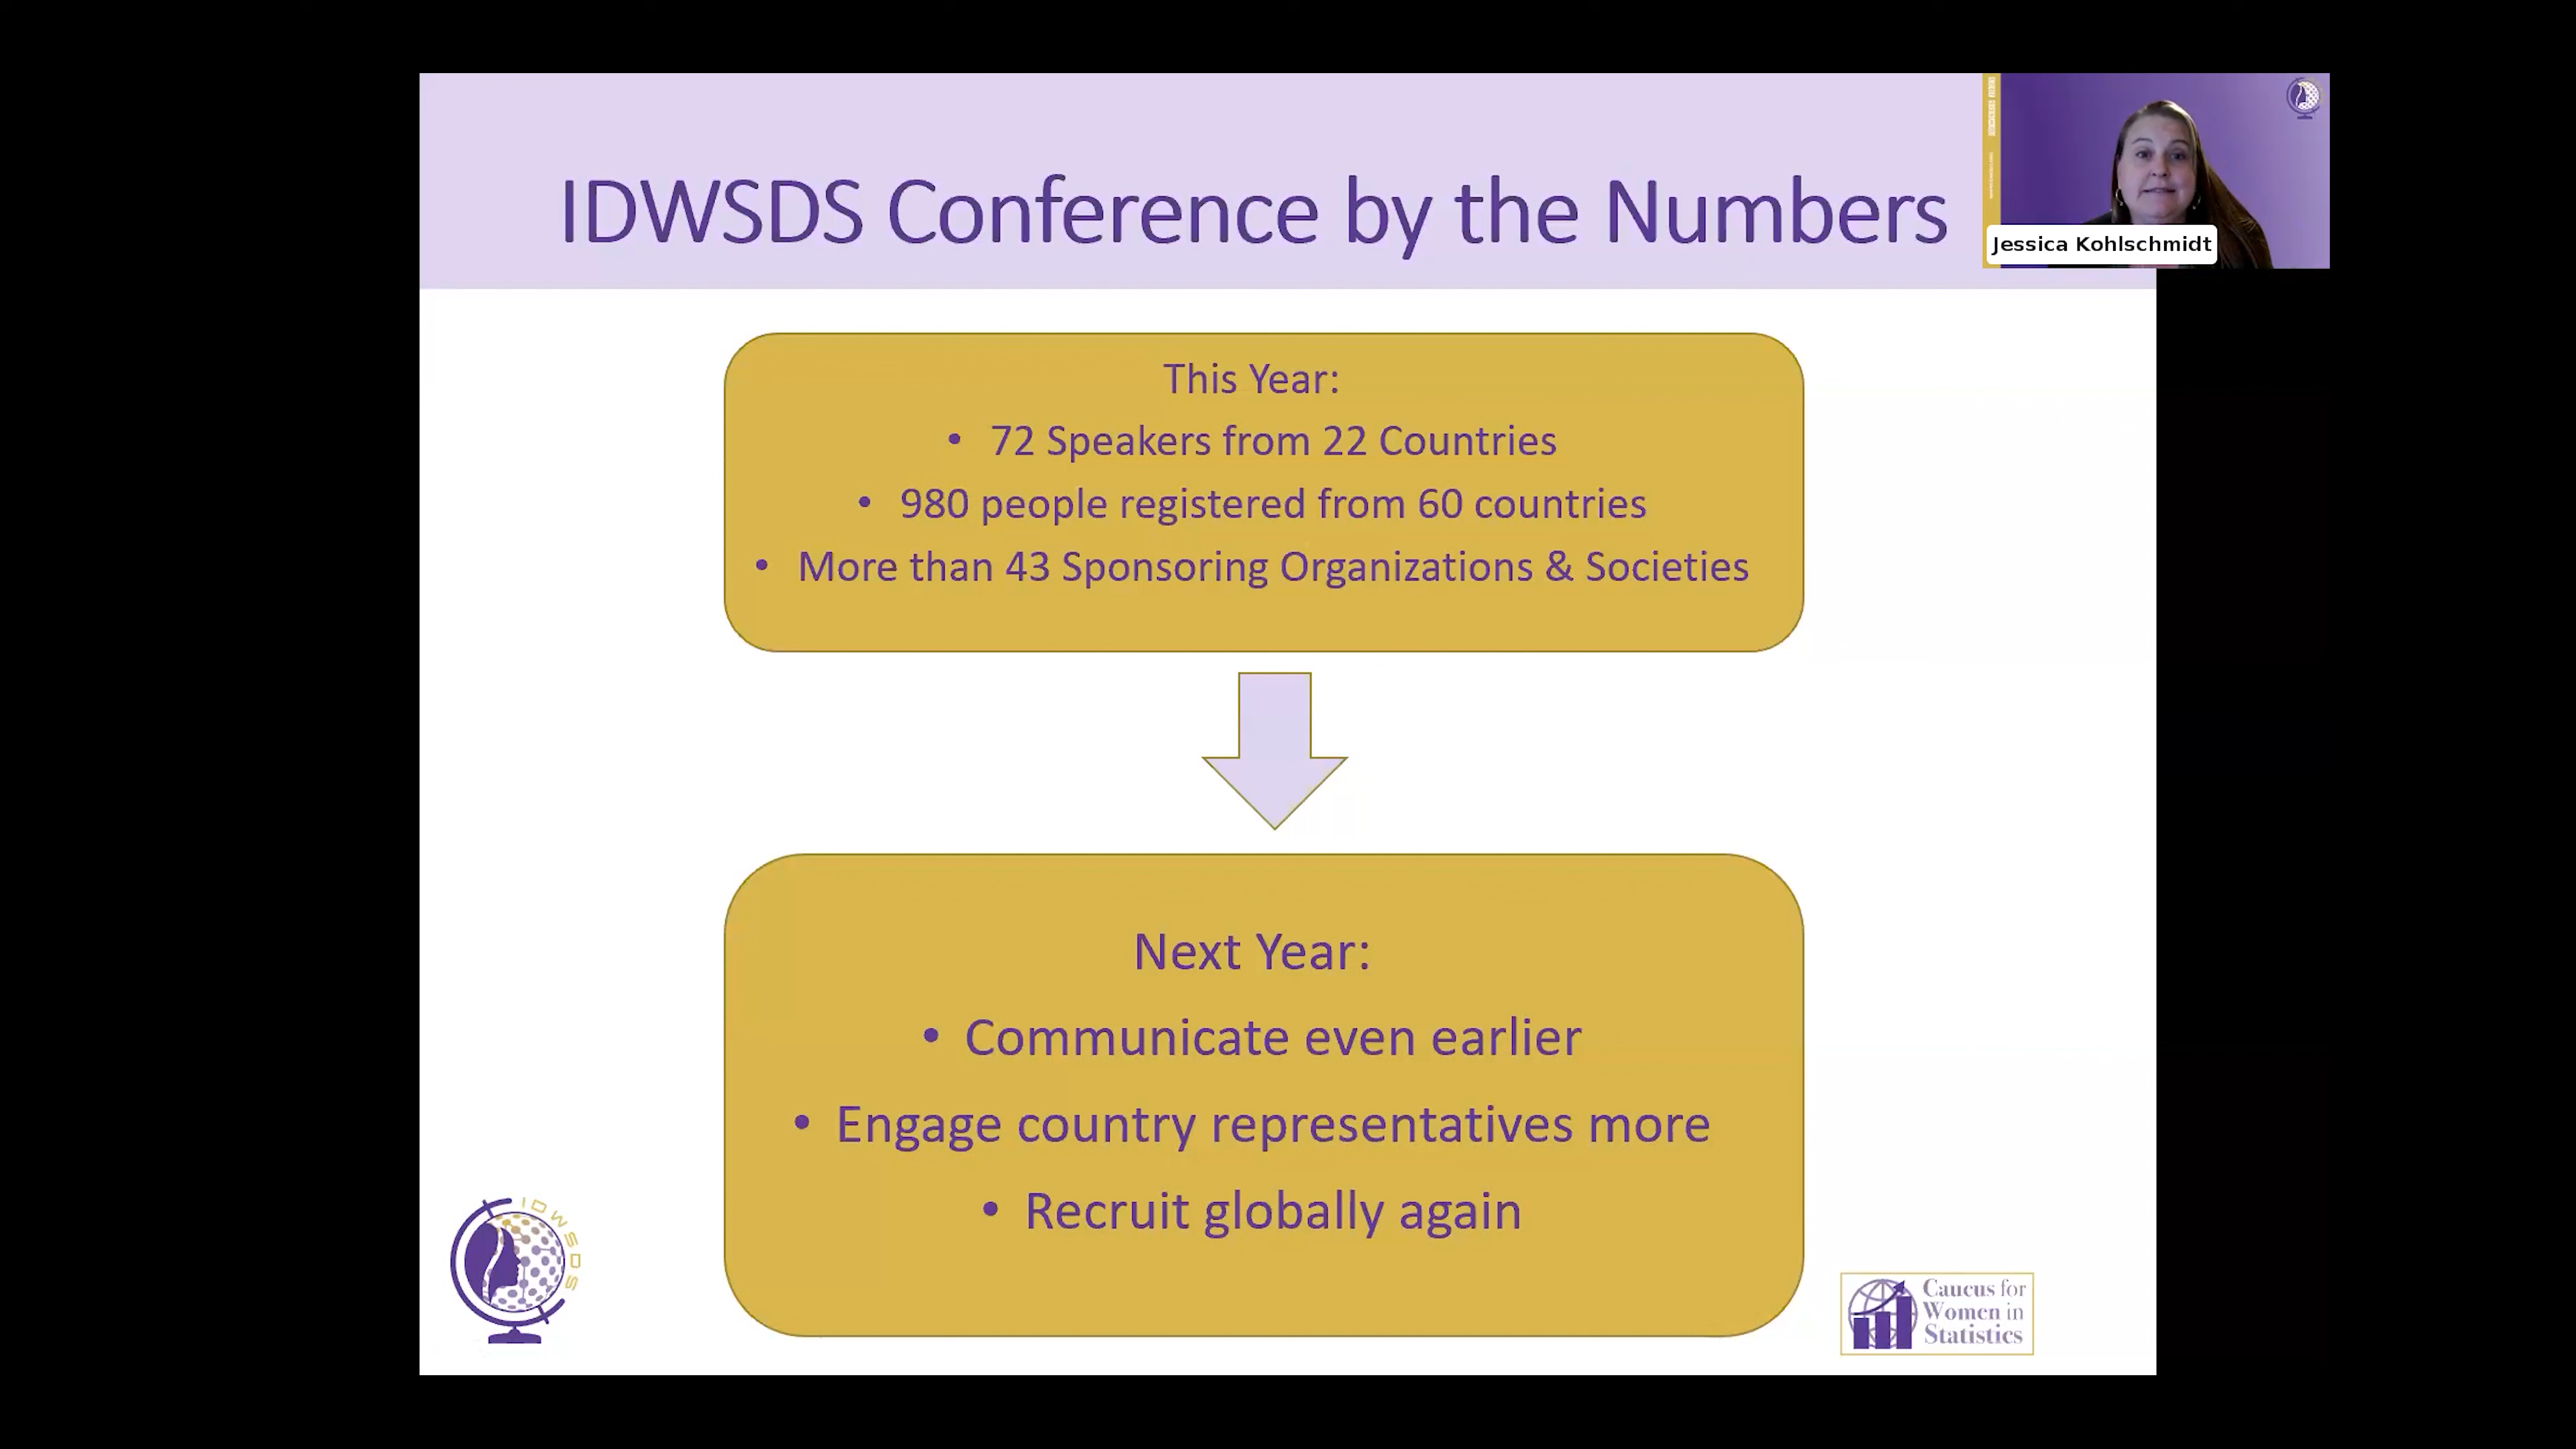 IDWSDS Conference by the Numbers
Jessica Kohlschmidt
This Year:
• 72 Speakers from 22 Countries
• 980 people registered from 60 countries
• More than 43 Sponsoring Organizations & Societies
Next Year:
• Communicate even earlier
• Engage country representatives more
• Recruit globally again
IDWSDS
Caucus for
Women in
Statistics